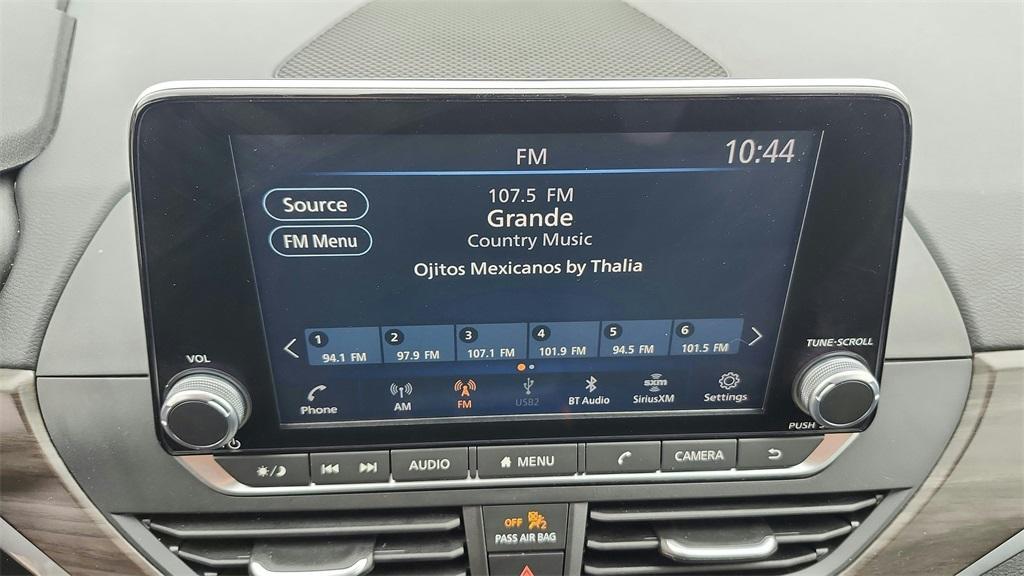 FM
10:44
Source
107.5 FM
Grande
FM Menu
Country Music
Ojitos Mexicanos by Thalia
1 2 3 4 5 6
94.1 FM 97.9 FM 107.1 FM 101.9 FM 94.5 FM 101.5 FM
VOL
TUNE·SCROLL
Phone AM FM USB2 BT Audio SiriusXM Settings
sxm
PUSH
AUDIO MENU CAMERA
OFF
PASS AIR BAG